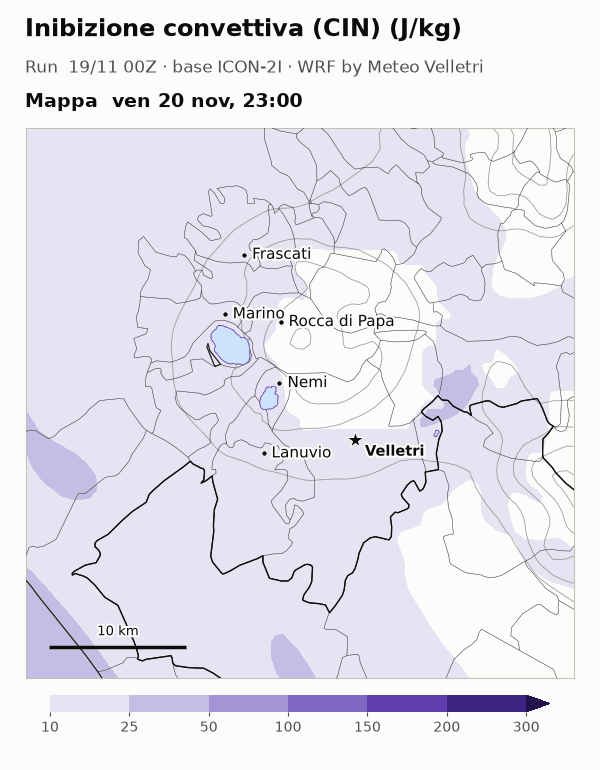 Inibizione convettiva (CIN) (J/kg)
Run 19/11 00Z · base ICON-2I · WRF by Meteo Velletri
Mappa ven 20 nov, 23:00
Frascati
Marino
Rocca di Papa
Nemi
Velletri
Lanuvio
10 km
10 25 50 100 150 200 300